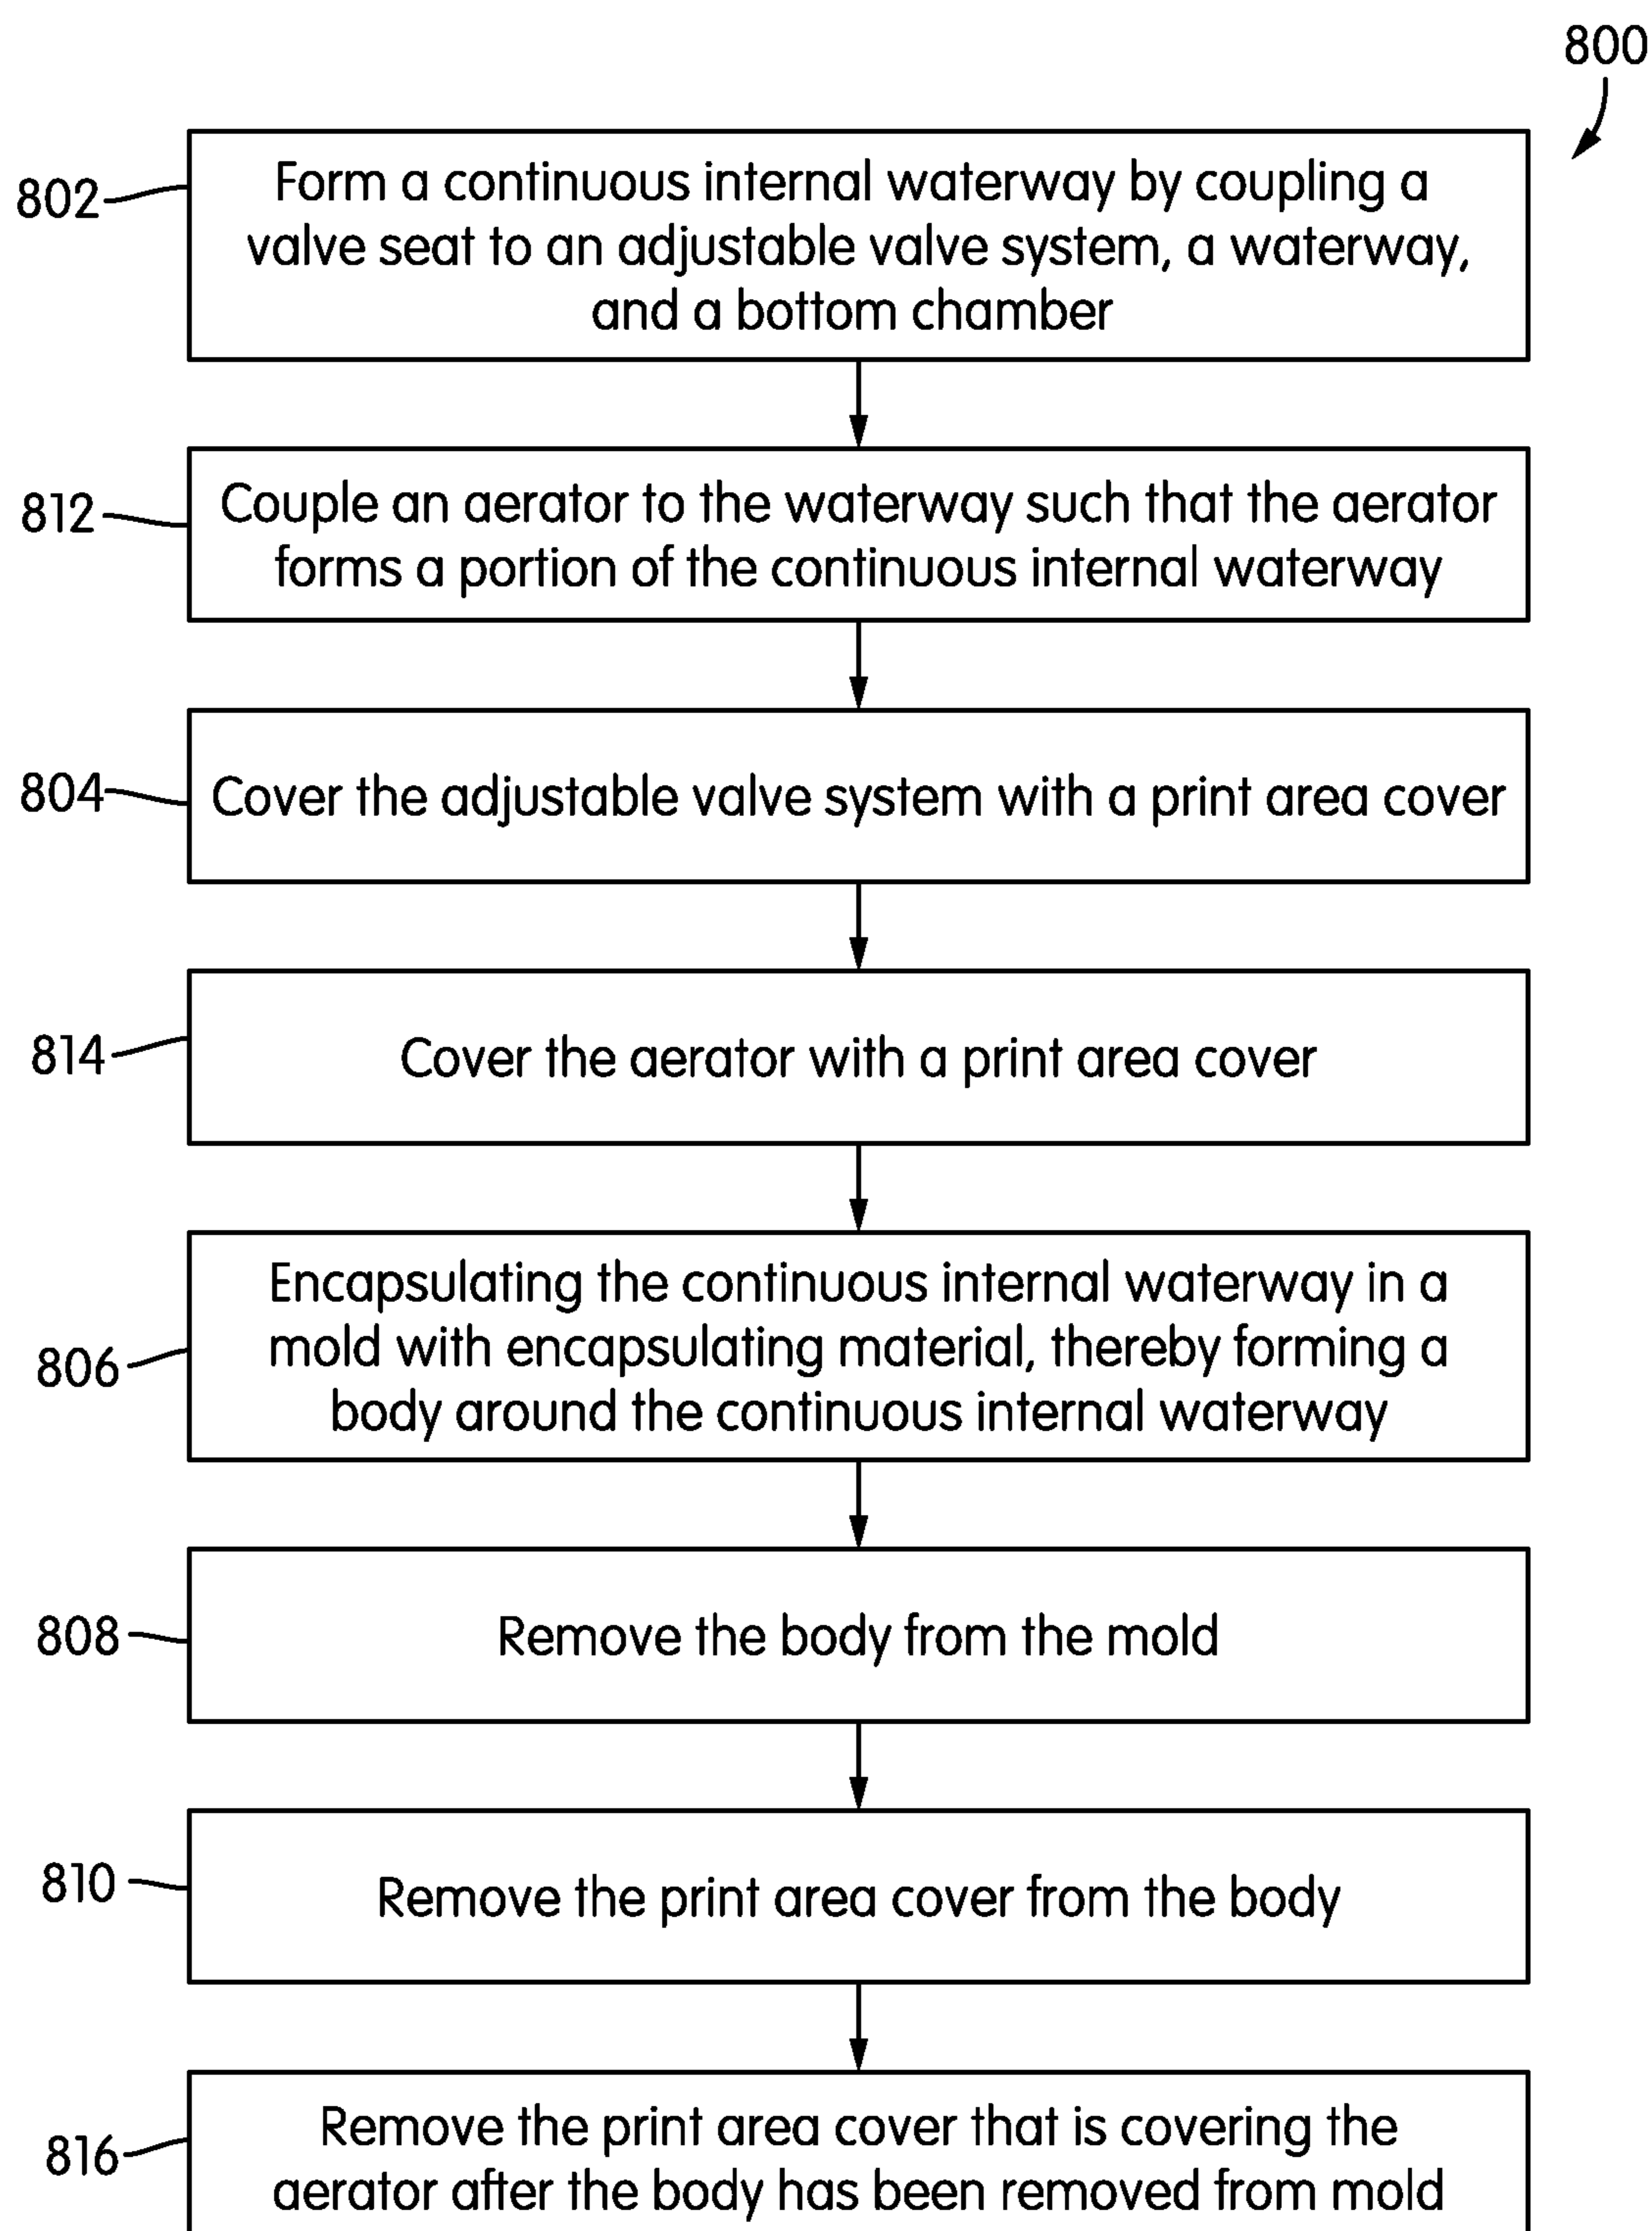 800
802
Form a continuous internal waterway by coupling a
valve seat to an adjustable valve system, a waterway,
and a bottom chamber
812
Couple an aerator to the waterway such that the aerator
forms a portion of the continuous internal waterway
804
Cover the adjustable valve system with a print area cover
814
Cover the aerator with a print area cover
806
Encapsulating the continuous internal waterway in a
mold with encapsulating material, thereby forming a
body around the continuous internal waterway
808
Remove the body from the mold
810
Remove the print area cover from the body
816
Remove the print area cover that is covering the
aerator after the body has been removed from mold